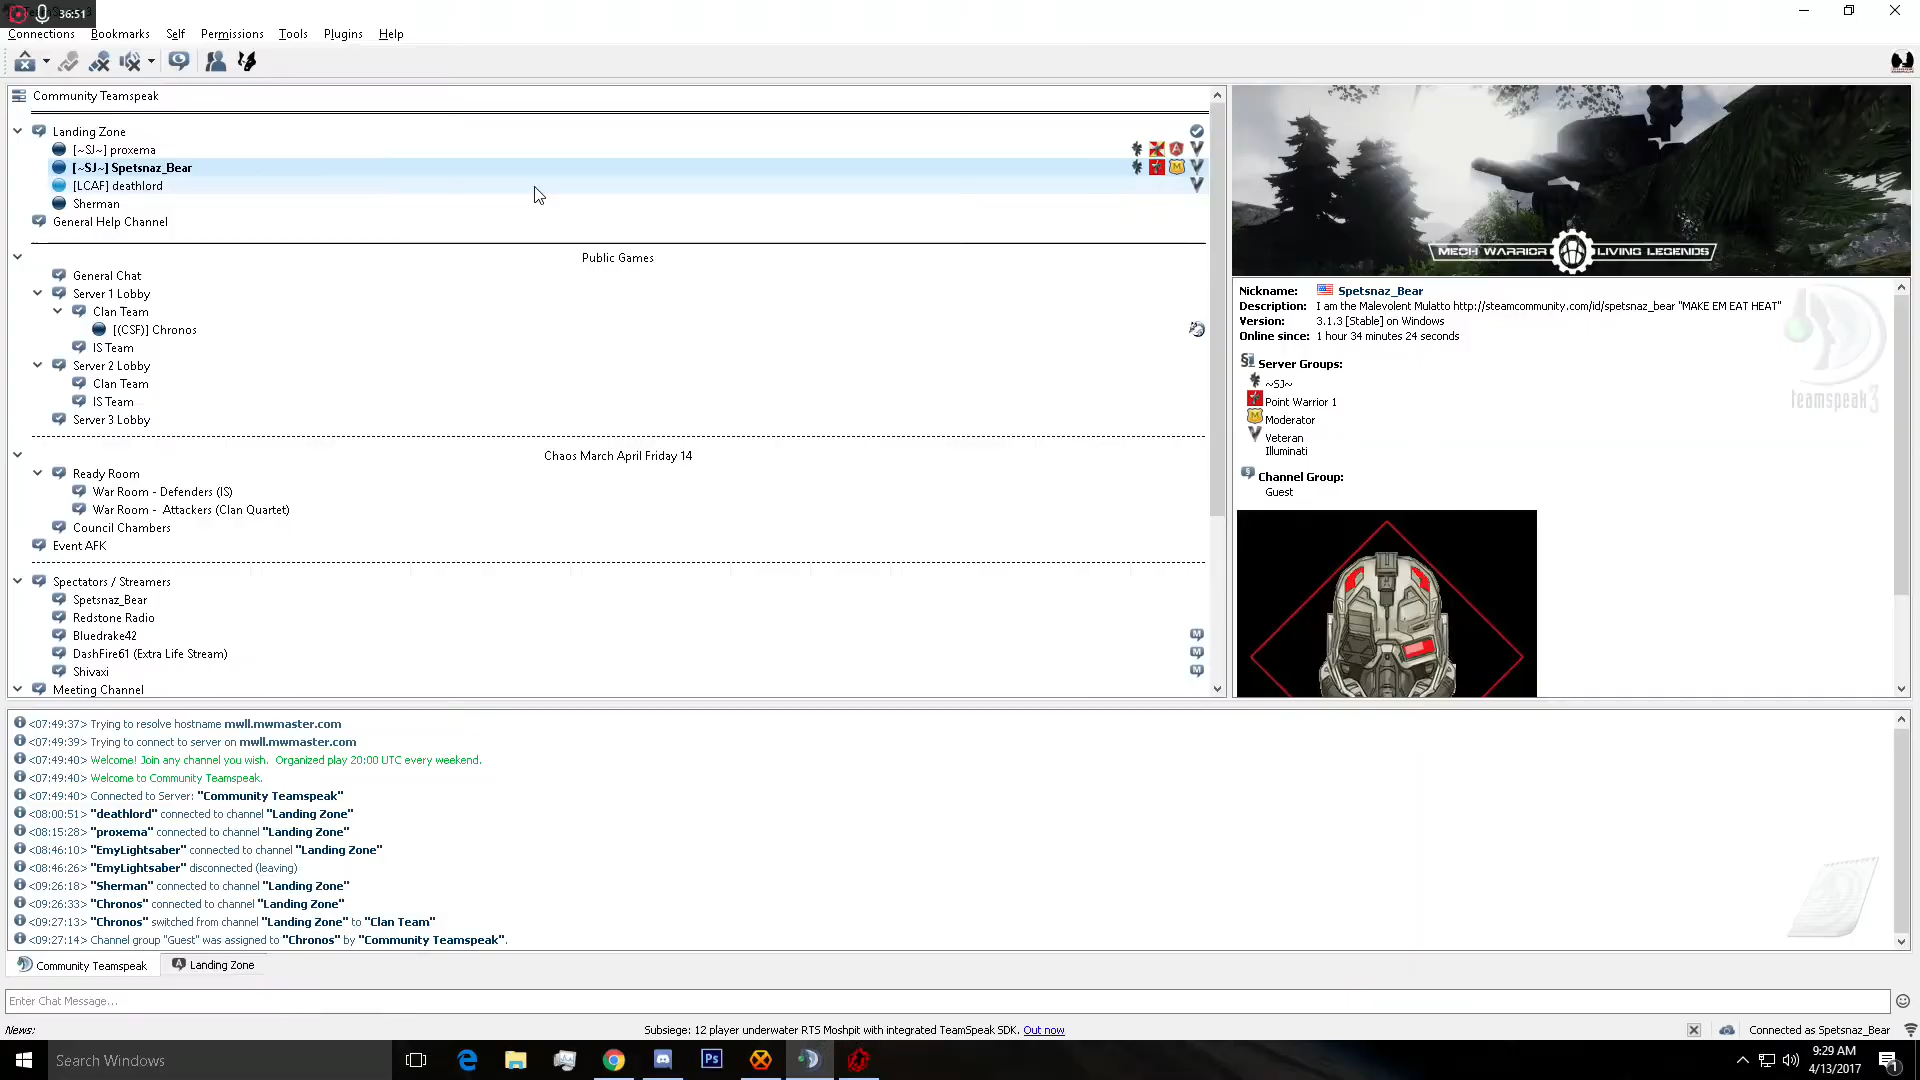 36:51
Connections Bookmarks Self Permissions Tools Plugins Help
Community Teamspeak
Landing Zone
[~SJ~] proxema
[~SJ~] Spetsnaz_Bear
[LCAF] deathlord
Sherman
General Help Channel
Public Games
General Chat
Server 1 Lobby
Clan Team
[(CSF)] Chronos
IS Team
Server 2 Lobby
Clan Team
IS Team
Server 3 Lobby
Chaos March April Friday 14
Ready Room
War Room - Defenders (IS)
War Room -  Attackers (Clan Quartet)
Council Chambers
Event AFK
Spectators / Streamers
Spetsnaz_Bear
Redstone Radio
Bluedrake42
DashFire61 (Extra Life Stream)
Shivaxi
Meeting Channel
MECH WARRIOR LIVING LEGENDS
Nickname: Spetsnaz_Bear
Description: I am the Malevolent Mulatto http://steamcommunity.com/id/spetsnaz_bear "MAKE EM EAT HEAT"
Version: 3.1.3 [Stable] on Windows
Online since: 1 hour 34 minutes 24 seconds
teamspeak3
Server Groups:
~SJ~
Point Warrior 1
Moderator
Veteran
Illuminati
Channel Group:
Guest
<07:49:37> Trying to resolve hostname mwll.mwmaster.com
<07:49:39> Trying to connect to server on mwll.mwmaster.com
<07:49:40> Welcome! Join any channel you wish.  Organized play 20:00 UTC every weekend.
<07:49:40> Welcome to Community Teamspeak.
<07:49:40> Connected to Server: "Community Teamspeak"
<08:00:51> "deathlord" connected to channel "Landing Zone"
<08:15:28> "proxema" connected to channel "Landing Zone"
<08:46:10> "EmyLightsaber" connected to channel "Landing Zone"
<08:46:26> "EmyLightsaber" disconnected (leaving)
<09:26:18> "Sherman" connected to channel "Landing Zone"
<09:26:33> "Chronos" connected to channel "Landing Zone"
<09:27:13> "Chronos" switched from channel "Landing Zone" to "Clan Team"
<09:27:14> Channel group "Guest" was assigned to "Chronos" by "Community Teamspeak".
Community Teamspeak Landing Zone
Enter Chat Message...
News: Subsiege: 12 player underwater RTS Moshpit with integrated TeamSpeak SDK. Out now Connected as Spetsnaz_Bear
Search Windows
Ps
9:29 AM
4/13/2017
1